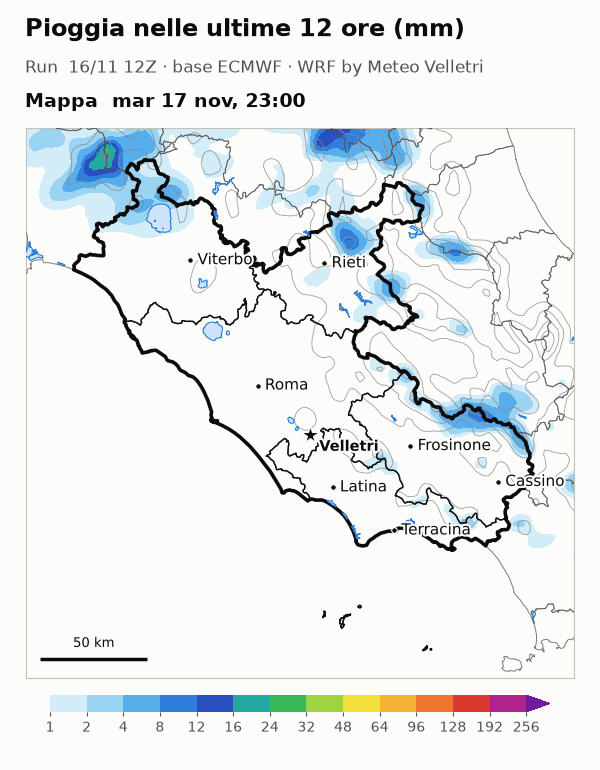 Pioggia nelle ultime 12 ore (mm)
Run  16/11 12Z · base ECMWF · WRF by Meteo Velletri
Mappa  mar 17 nov, 23:00
Viterbo
Rieti
Roma
Velletri
Frosinone
Cassino
Latina
Terracina
50 km
1 2 4 8 12 16 24 32 48 64 96 128 192 256